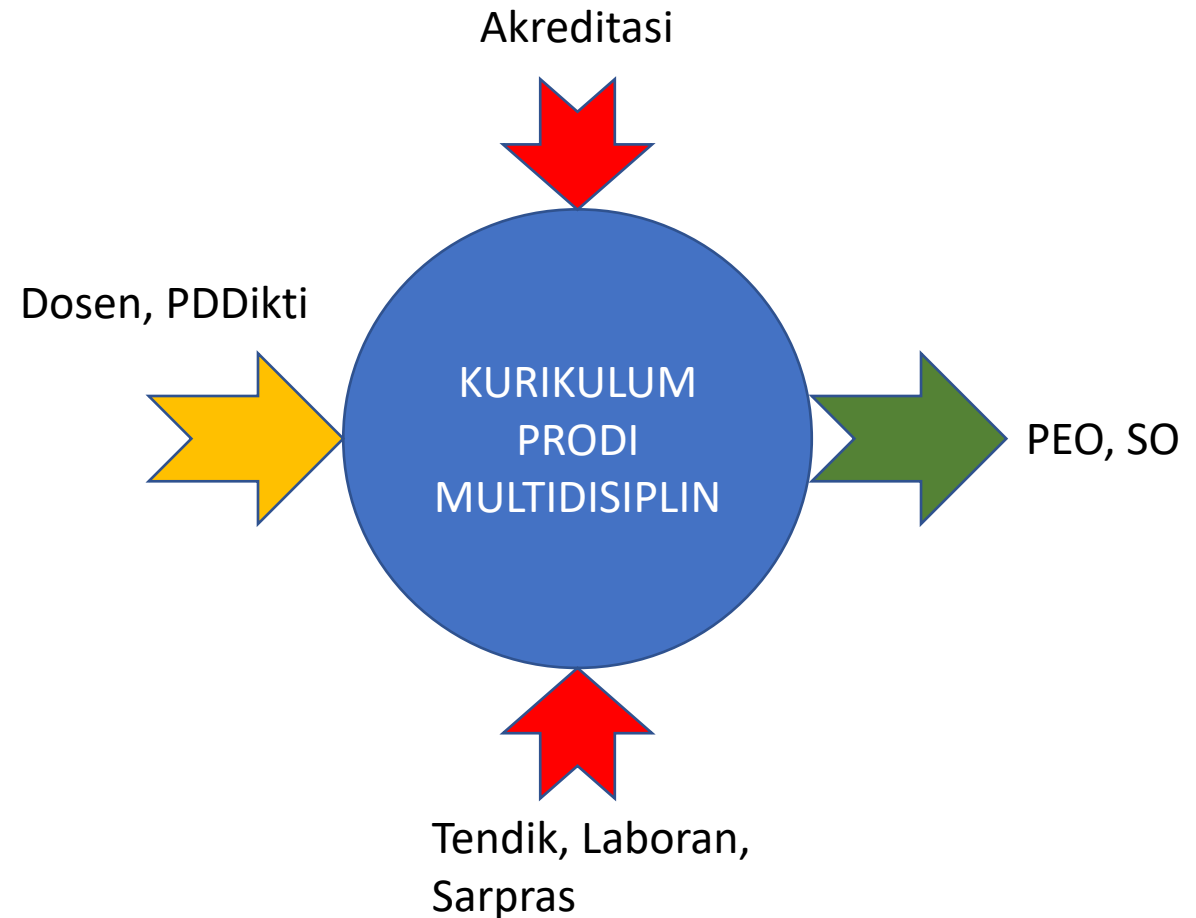 Akreditasi
Dosen, PDDikti
KURIKULUM
PRODI
MULTIDISIPLIN
PEO, SO
Tendik, Laboran,
Sarpras